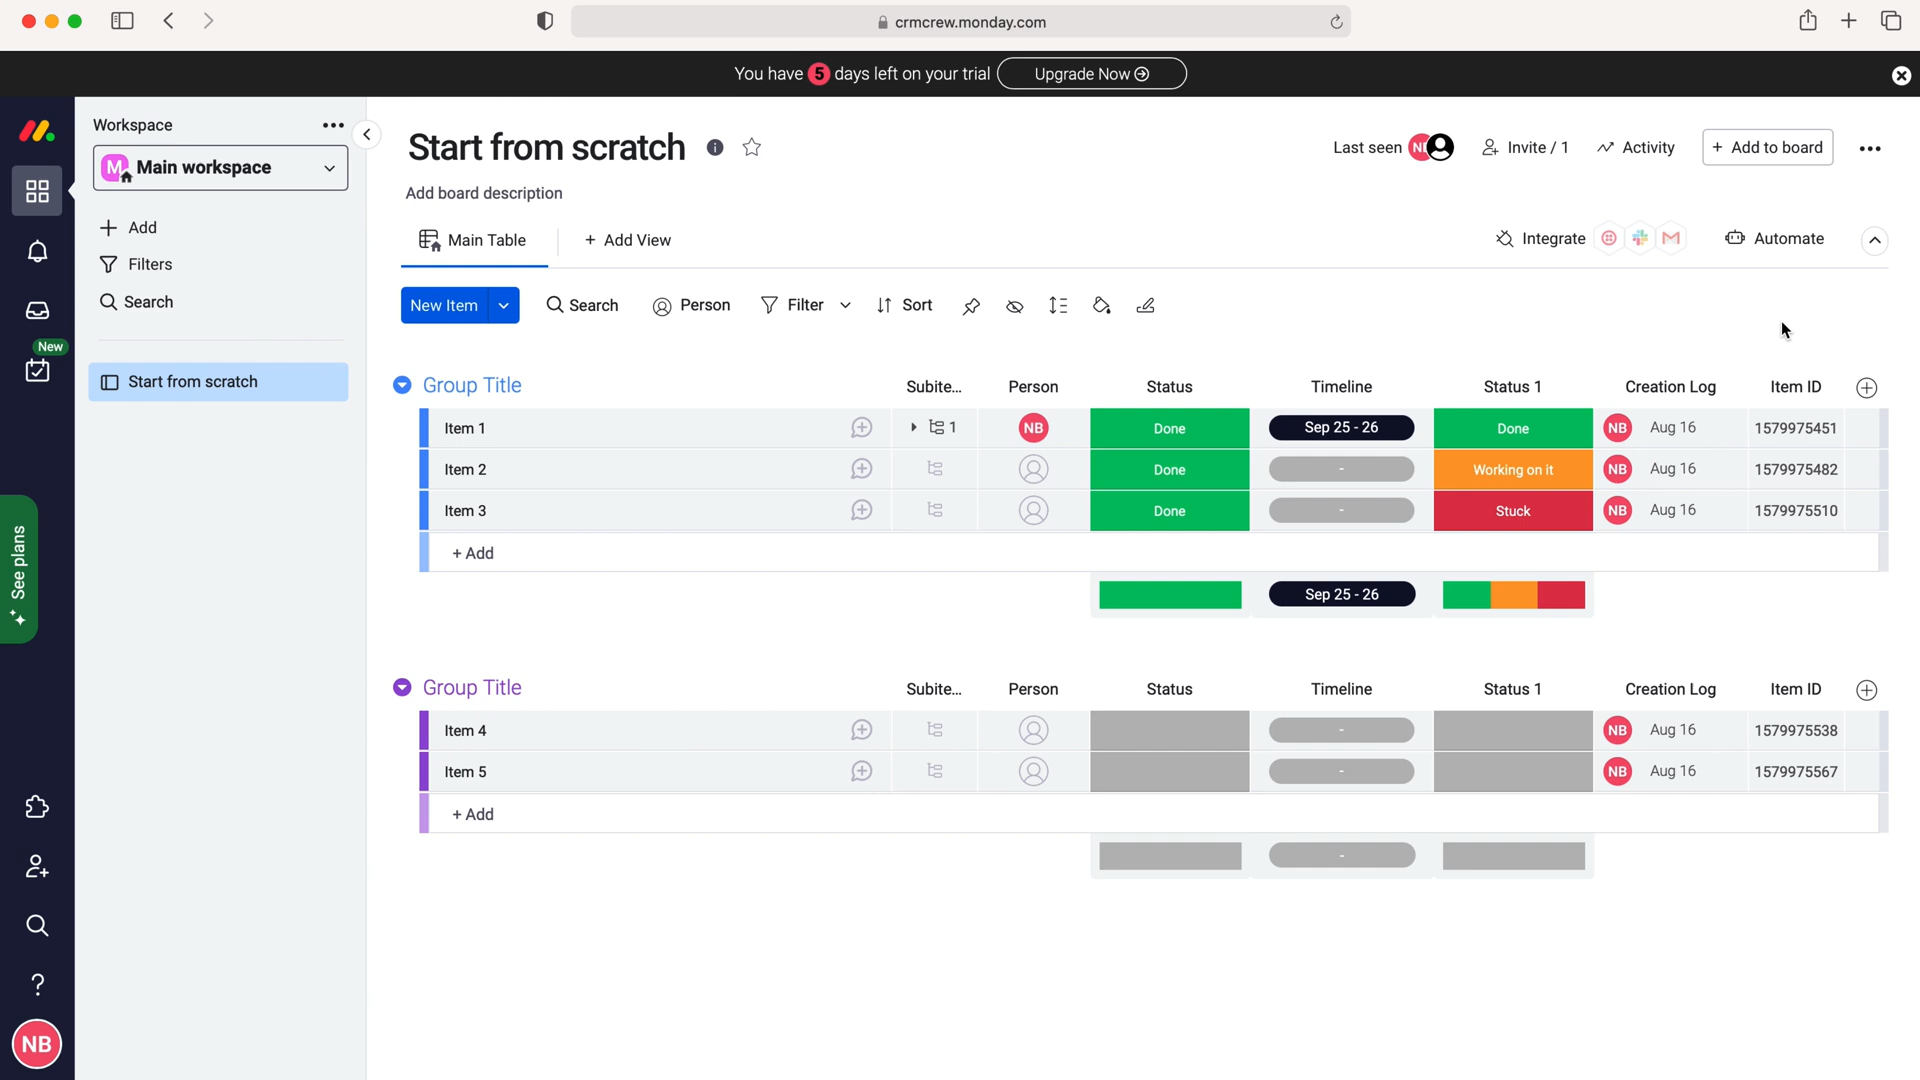 crmcrew.monday.com
You have 5 days left on your trial Upgrade Now
Workspace
M Main workspace
Add
Filters
Search
Start from scratch
New
See plans
NB
Start from scratch
Last seen
Invite / 1
Activity
+ Add to board
Add board description
Main Table
+ Add View
Integrate
Automate
New Item
Search
Person
Filter
Sort
Group Title Subite... Person Status Timeline Status 1 Creation Log Item ID
Item 1 1 NB Done Sep 25 - 26 Done NB Aug 16 1579975451
Item 2 Done - Working on it NB Aug 16 1579975482
Item 3 Done - Stuck NB Aug 16 1579975510
+ Add
Sep 25 - 26
Group Title Subite... Person Status Timeline Status 1 Creation Log Item ID
Item 4 - NB Aug 16 1579975538
Item 5 - NB Aug 16 1579975567
+ Add
-